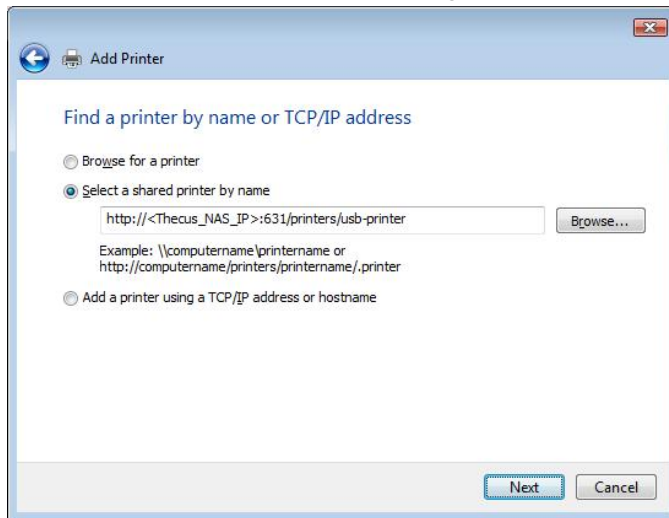 Add Printer
Find a printer by name or TCP/IP address
Browse for a printer
Select a shared printer by name
http://<Thecus_NAS_IP>:631/printers/usb-printer
Browse...
Example: \\computername\printername or
http://computername/printers/printername/.printer
Add a printer using a TCP/IP address or hostname
Next
Cancel